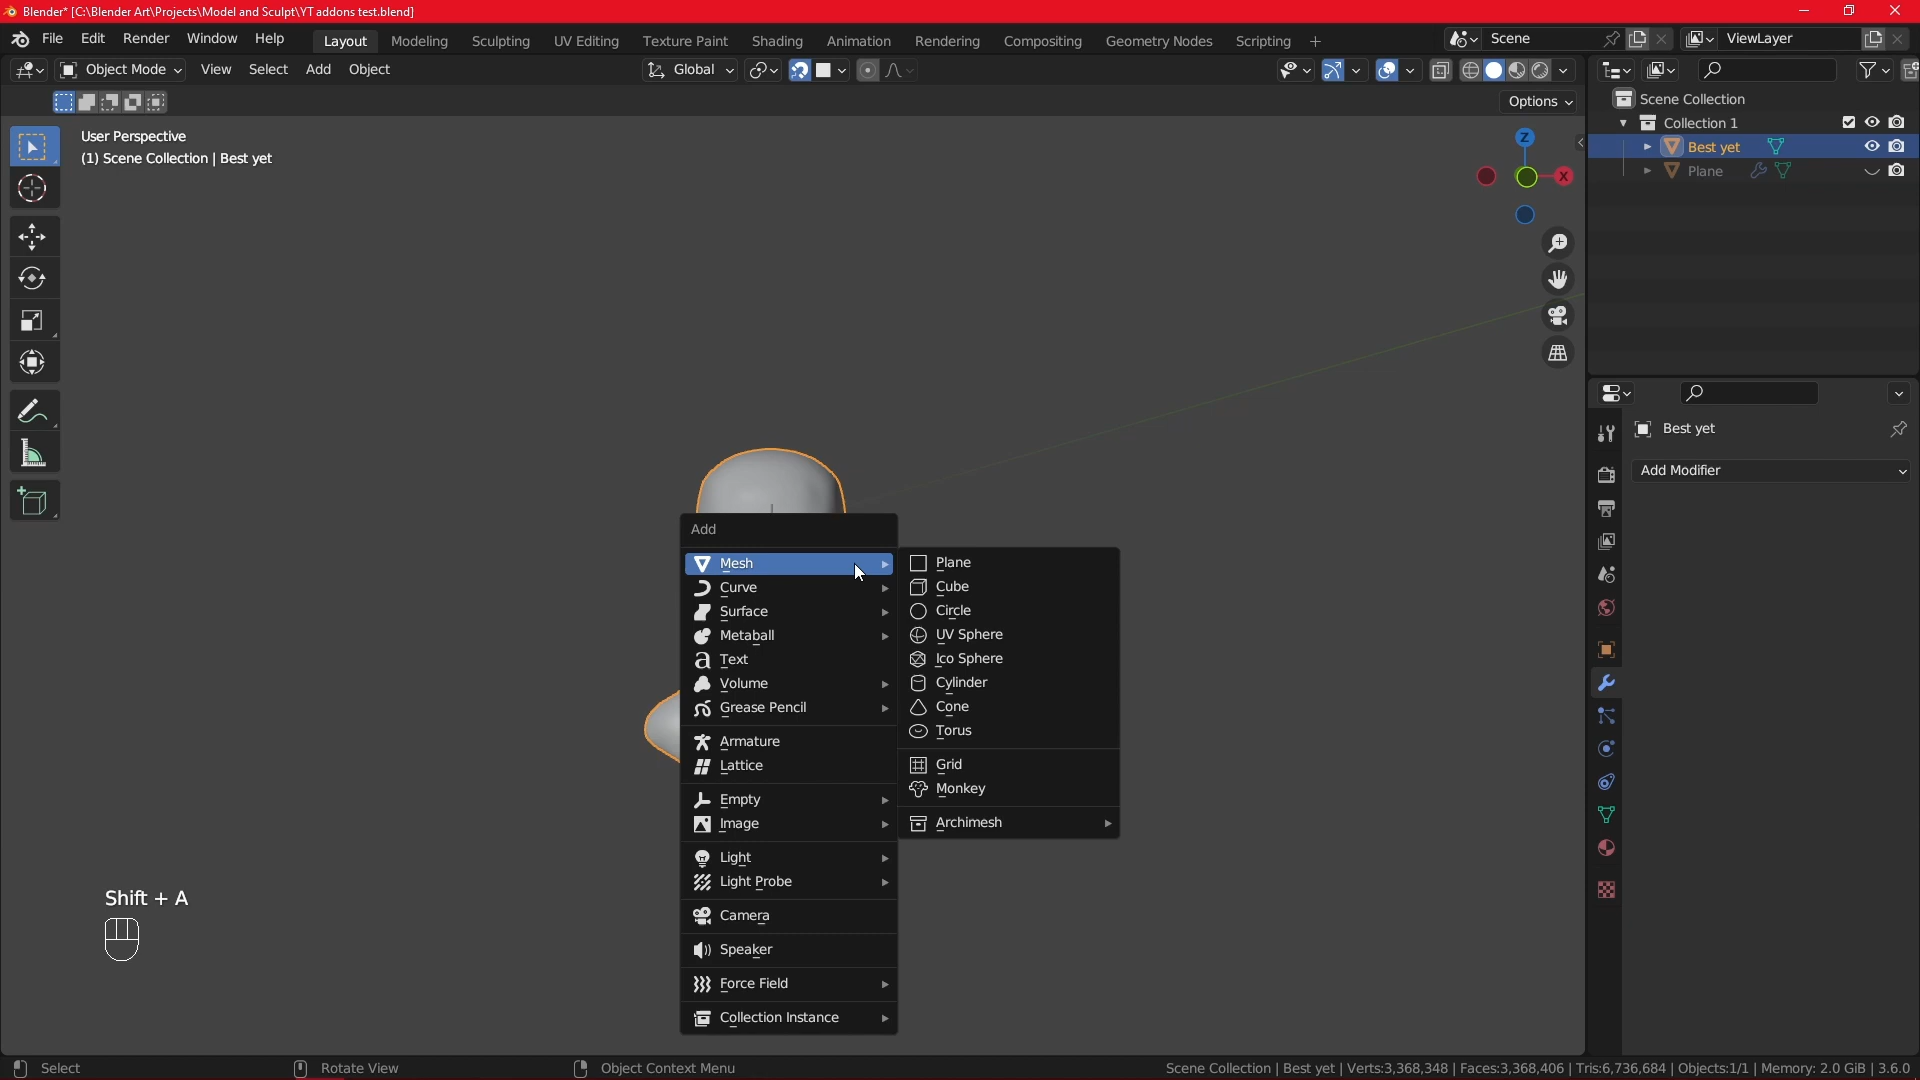 Blender* [C:\Blender Art\Projects\Model and Sculpt\YT addons test.blend]
File Edit Render Window Help
Layout Modeling Sculpting UV Editing Texture Paint Shading Animation Rendering Compositing Geometry Nodes Scripting +
Scene
ViewLayer
Object Mode View Select Add Object
Global
Options
User Perspective
(1) Scene Collection | Best yet
Z
X
Scene Collection
Collection 1
Best yet
Plane
Best yet
Add Modifier
Add
Mesh
Curve
Surface
Metaball
Text
Volume
Grease Pencil
Armature
Lattice
Empty
Image
Light
Light Probe
Camera
Speaker
Force Field
Collection Instance
Plane
Cube
Circle
UV Sphere
Ico Sphere
Cylinder
Cone
Torus
Grid
Monkey
Archimesh
Shift + A
Select
Rotate View
Object Context Menu
Scene Collection | Best yet | Verts:3,368,348 | Faces:3,368,406 | Tris:6,736,684 | Objects:1/1 | Memory: 2.0 GiB | 3.6.0